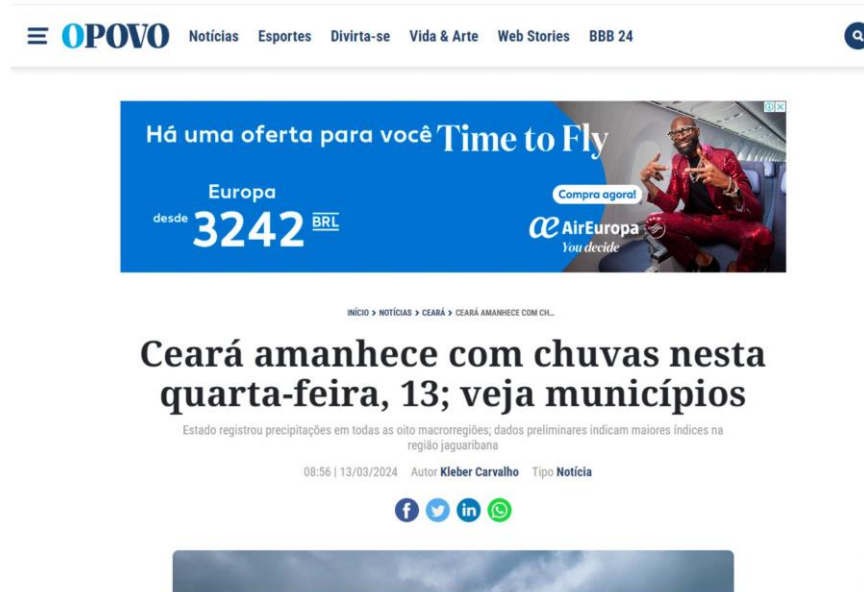 OPOVO Notícias Esportes Divirta-se Vida & Arte Web Stories BBB 24
Há uma oferta para você Time to Fly
Europa
desde 3242 BRL
Compra agora!
AirEuropa
You decide
INÍCIO > NOTÍCIAS > CEARÁ > CEARÁ AMANHECE COM CH...
Ceará amanhece com chuvas nesta
quarta-feira, 13; veja municípios
Estado registrou precipitações em todas as oito macrorregiões; dados preliminares indicam maiores índices na
região jaguaribana
08:56 | 13/03/2024 Autor Kleber Carvalho Tipo Notícia